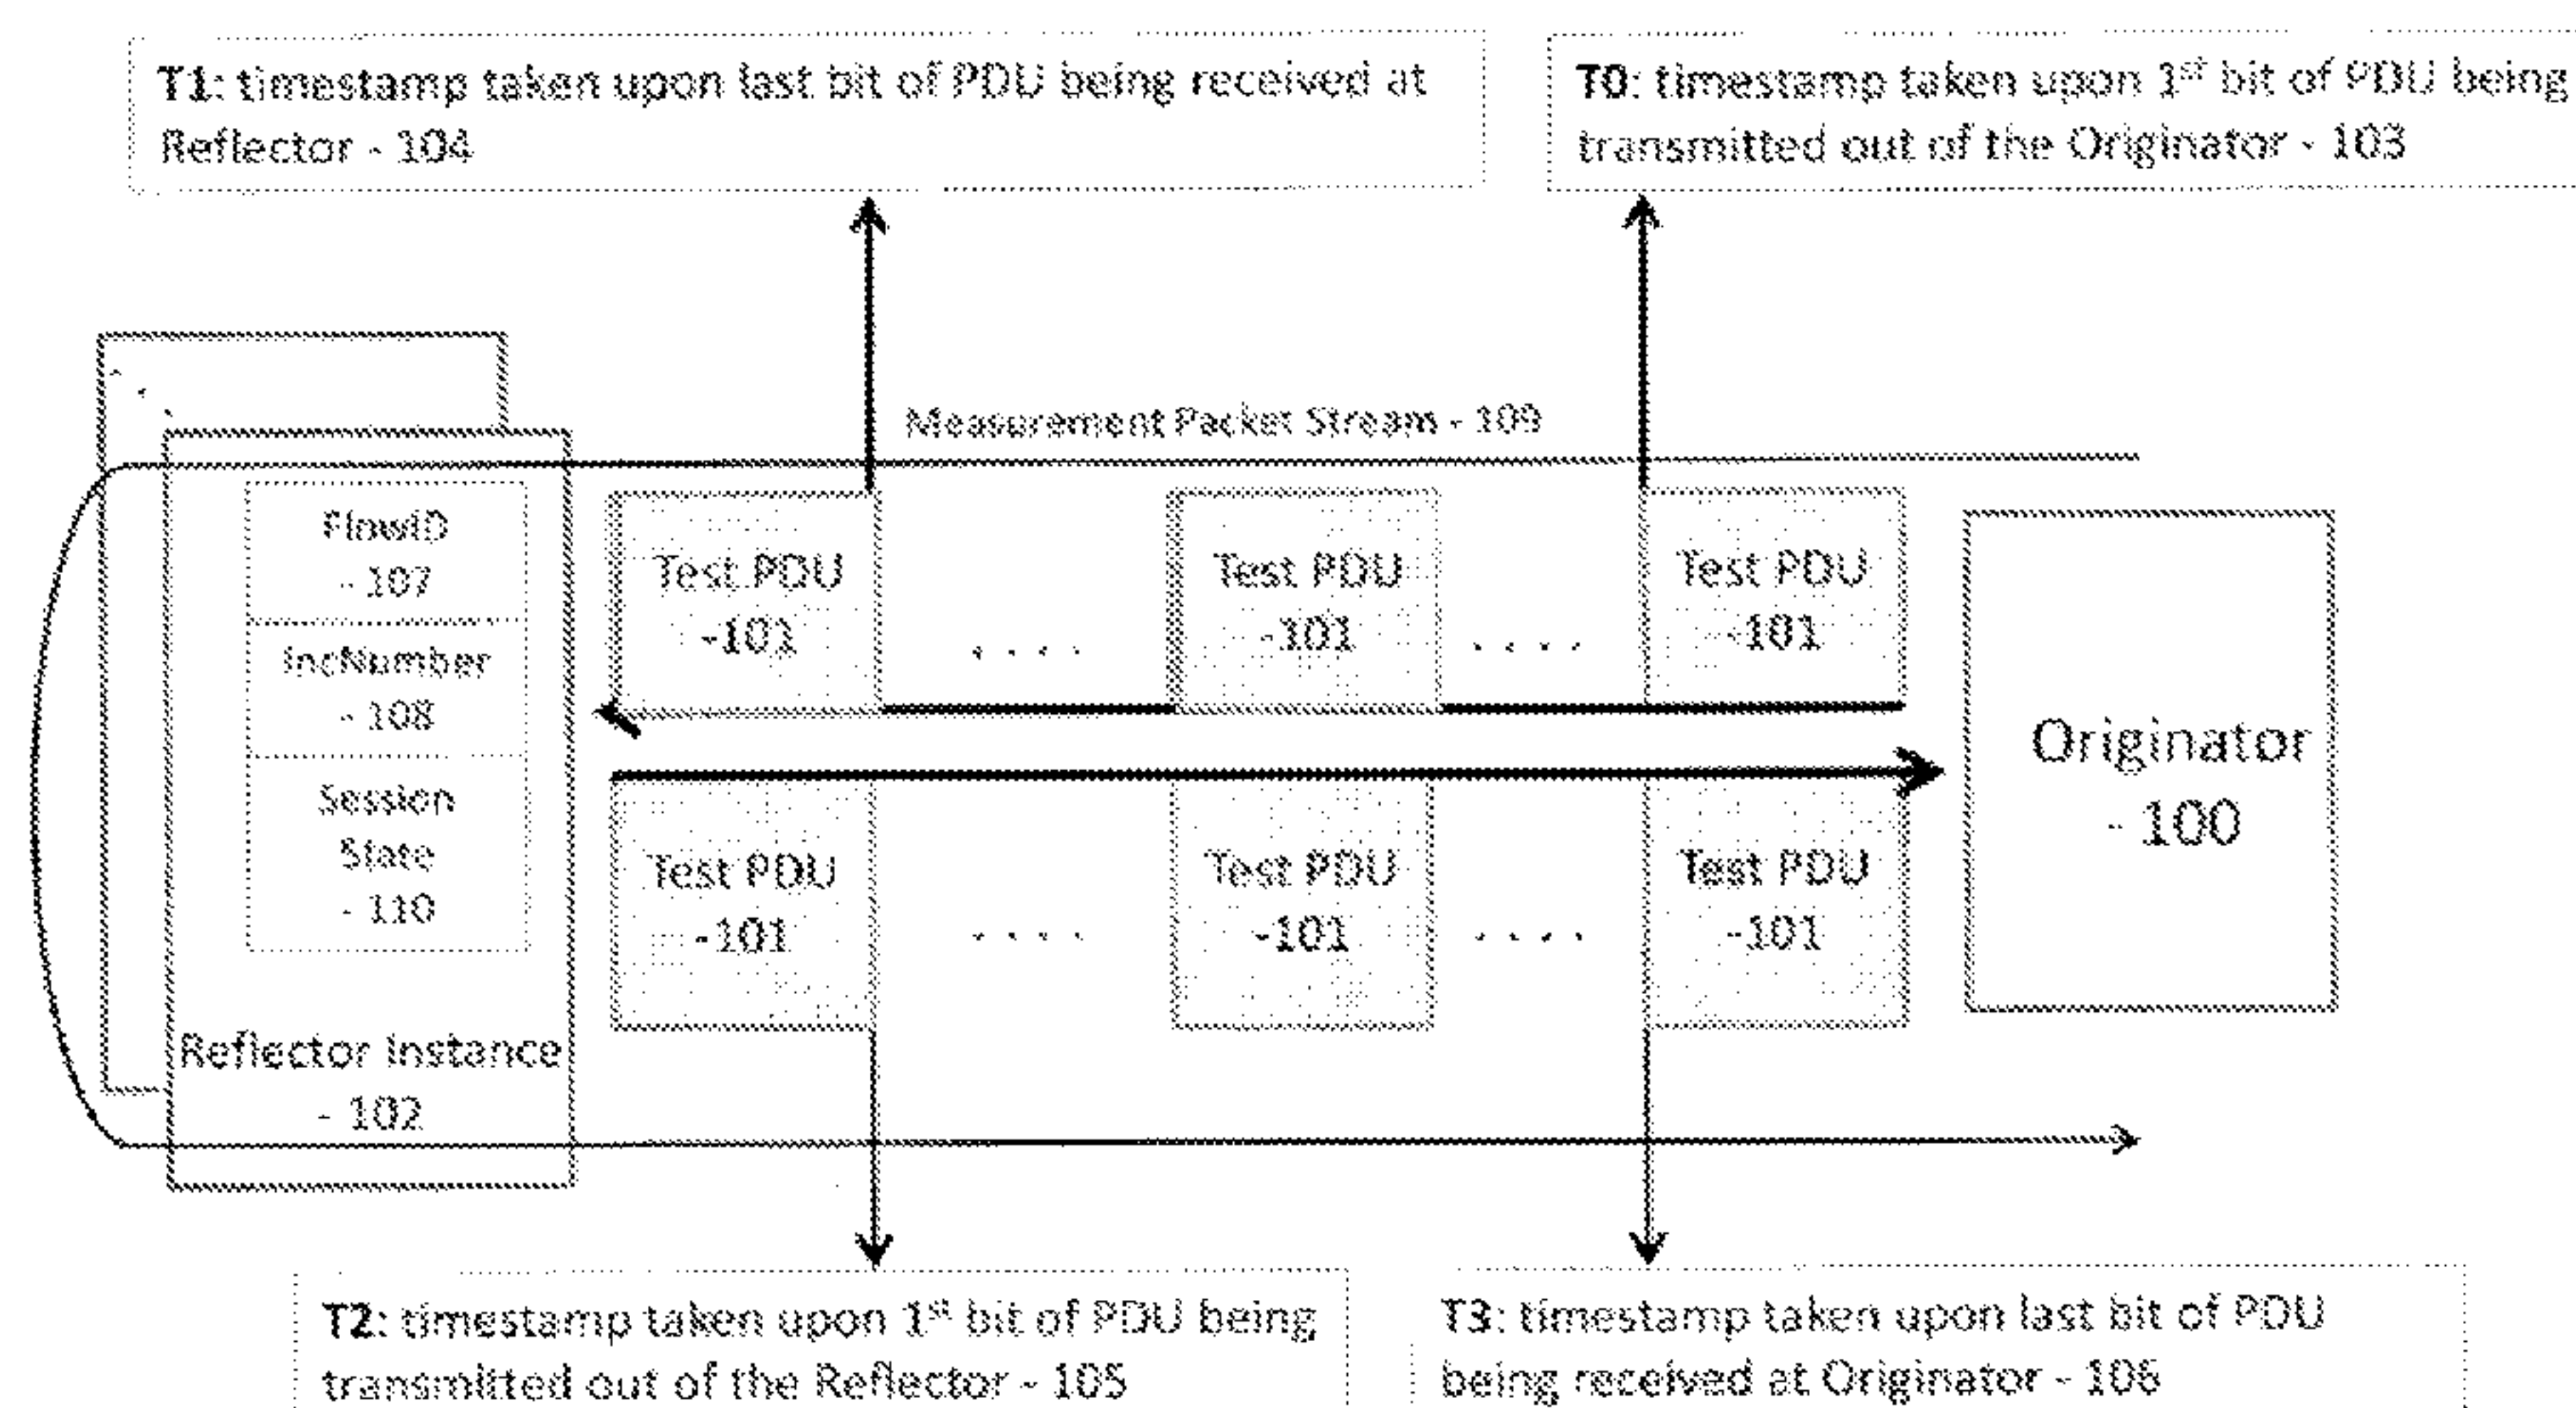 T1: timestamp taken upon last bit of PDU being received at
Reflector - 104
T0: timestamp taken upon 1st bit of PDU being
transmitted out of the Originator - 103
Measurement Packet Stream - 109
FlowID
- 107
IncNumber
- 108
Session
State
- 110
Reflector Instance
- 102
Test PDU
-101
. . . .
Test PDU
-101
. . . .
Test PDU
-101
Test PDU
-101
. . . .
Test PDU
-101
. . . .
Test PDU
-101
Originator
- 100
T2: timestamp taken upon 1st bit of PDU being
transmitted out of the Reflector - 105
T3: timestamp taken upon last bit of PDU
being received at Originator - 106